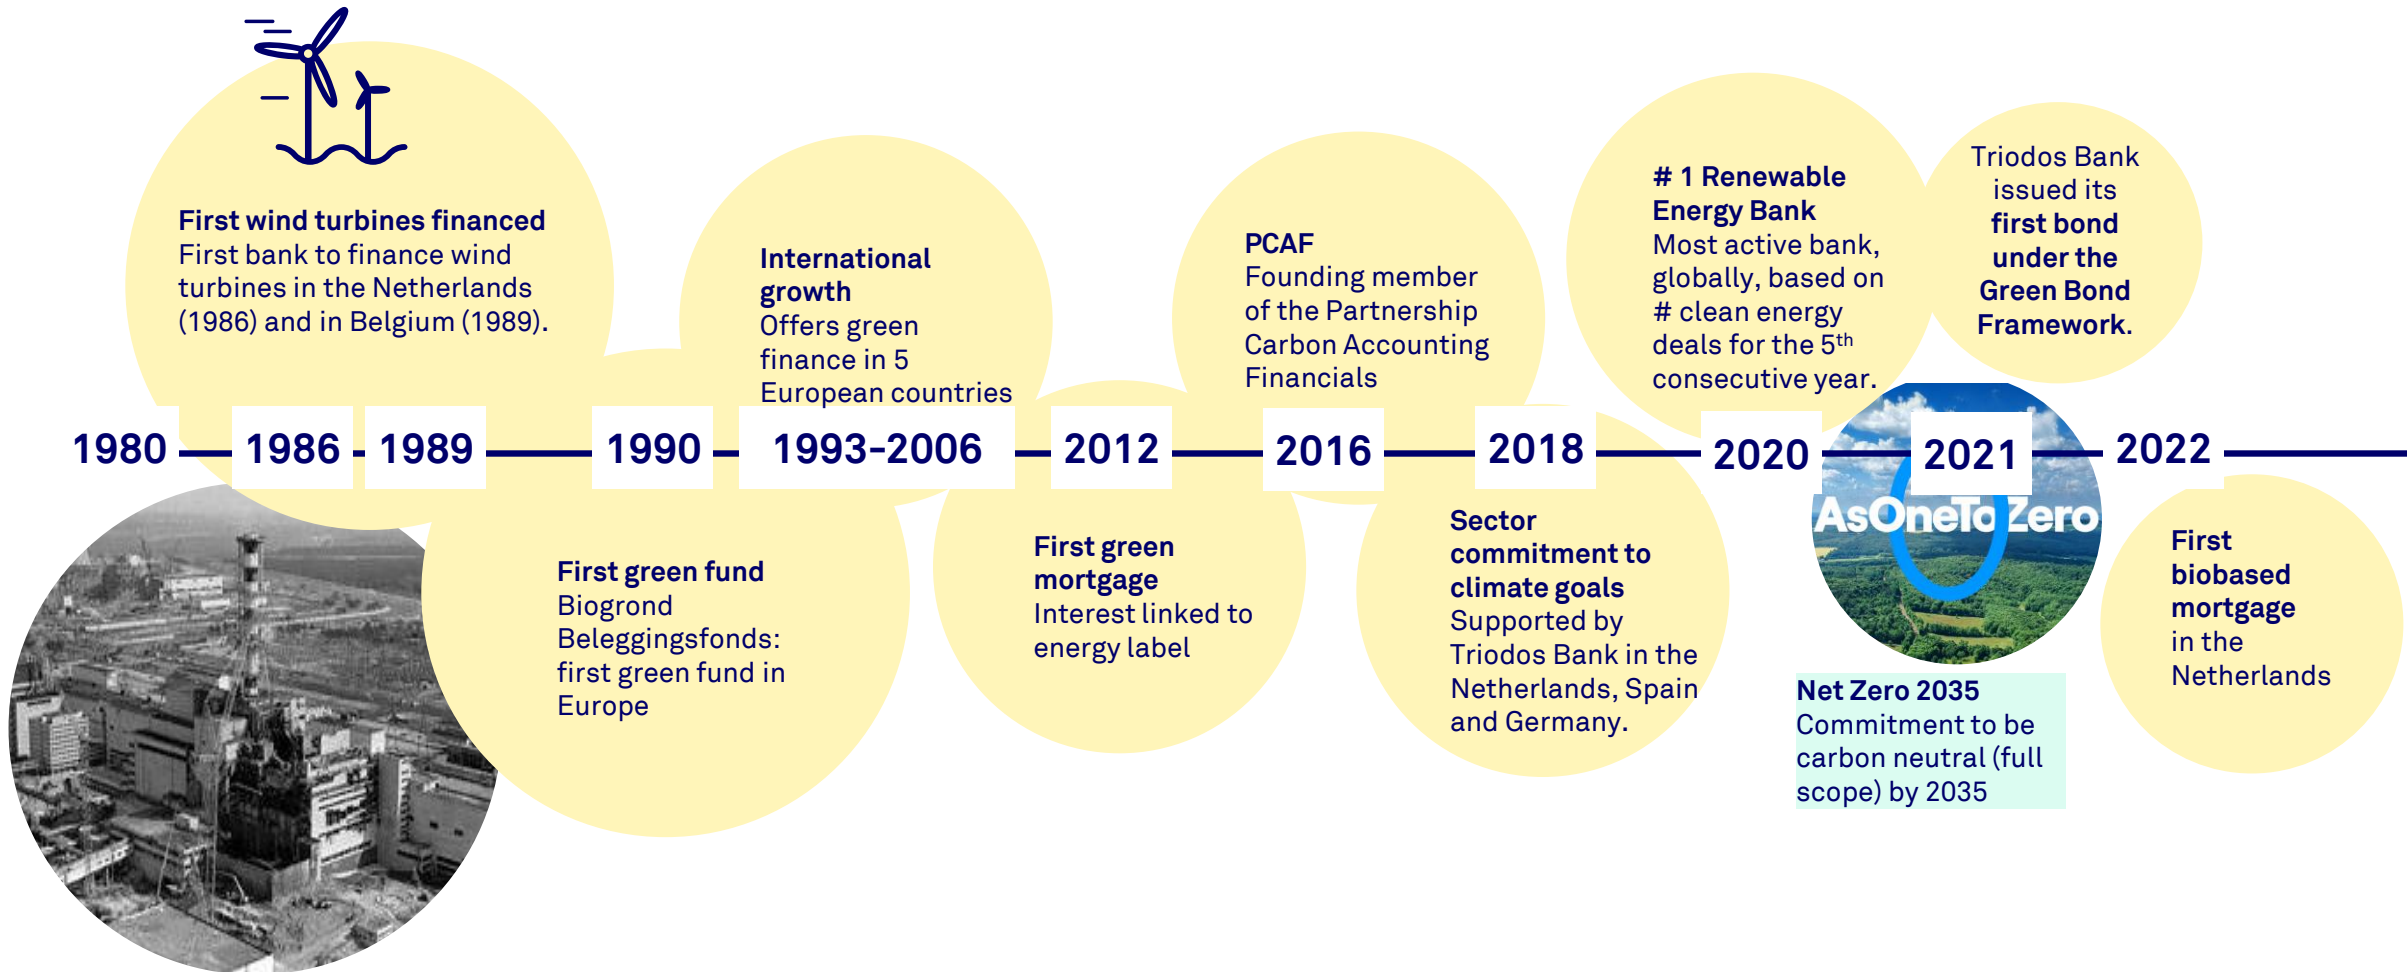 First wind turbines financed
First bank to finance wind
turbines in the Netherlands
(1986) and in Belgium (1989).
International
growth
Offers green
finance in 5
European countries
PCAF
Founding member
of the Partnership
Carbon Accounting
Financials
# 1 Renewable
Energy Bank
Most active bank,
globally, based on
# clean energy
deals for the 5th
consecutive year.
Triodos Bank
issued its
first bond
under the
Green Bond
Framework.
1980 1986 1989 1990 1993-2006 2012 2016 2018 2020 2021 2022
First green fund
Biogrond
Beleggingsfonds:
first green fund in
Europe
First green
mortgage
Interest linked to
energy label
Sector
commitment to
climate goals
Supported by
Triodos Bank in the
Netherlands, Spain
and Germany.
AsOneToZero
Net Zero 2035
Commitment to be
carbon neutral (full
scope) by 2035
First
biobased
mortgage
in the
Netherlands